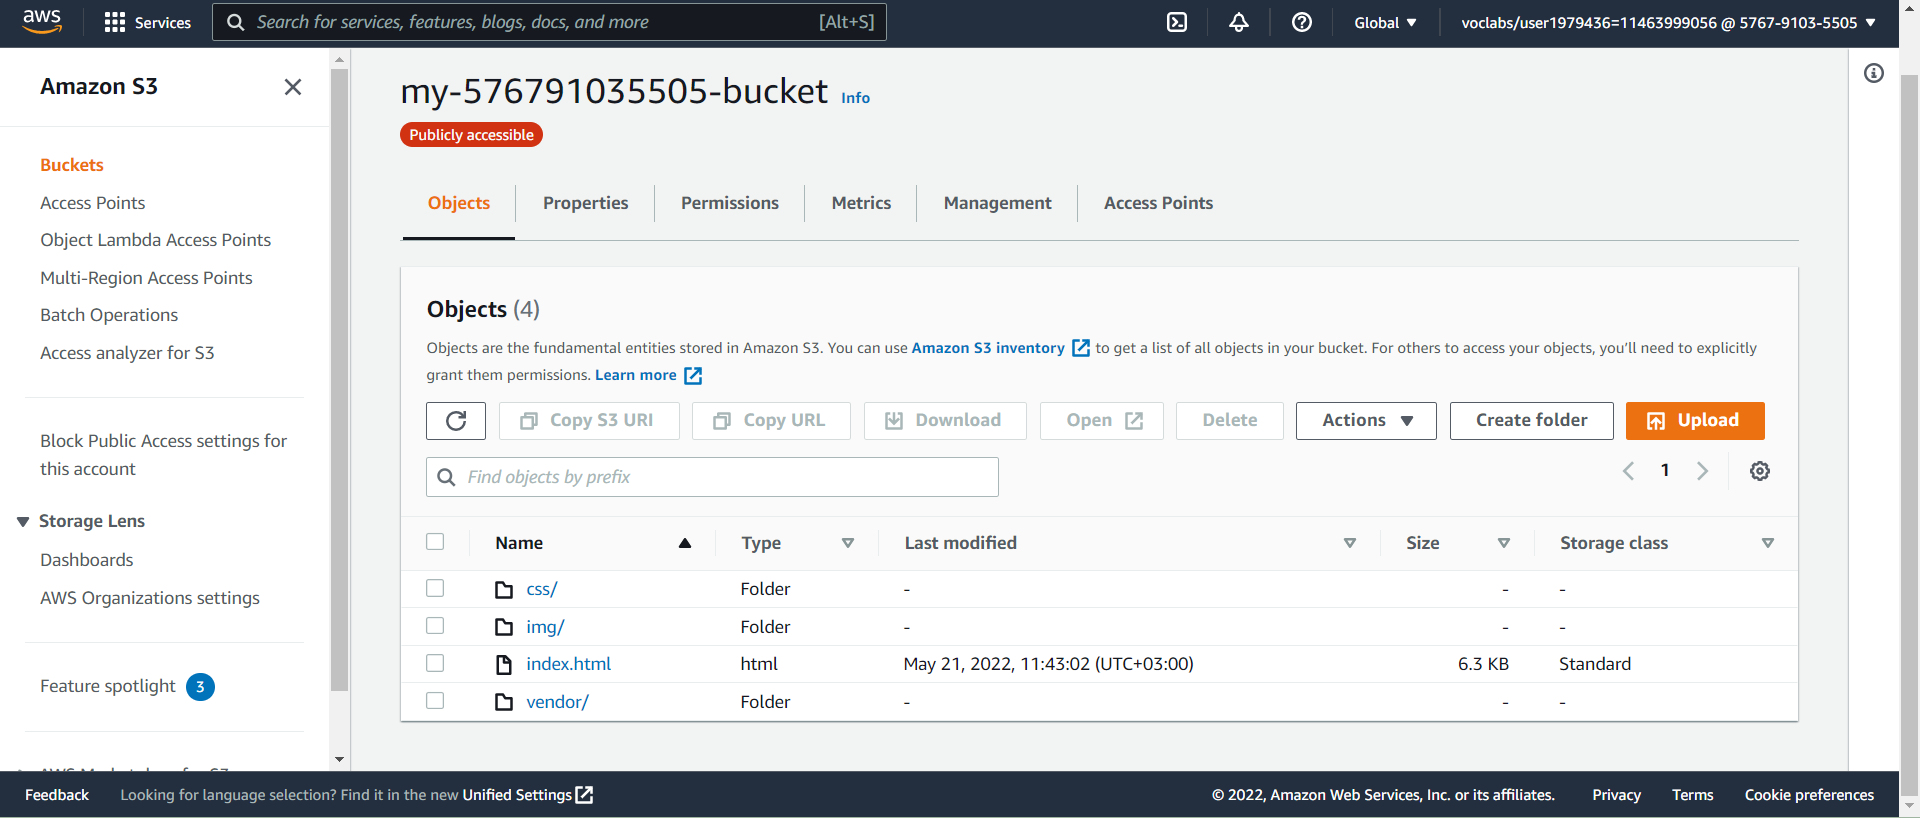 aws
Services
Search for services, features, blogs, docs, and more [Alt+S]
Global
voclabs/user1979436=11463999056 @ 5767-9103-5505
Amazon S3
Buckets
Access Points
Object Lambda Access Points
Multi-Region Access Points
Batch Operations
Access analyzer for S3
Block Public Access settings for
this account
Storage Lens
Dashboards
AWS Organizations settings
Feature spotlight 3
my-576791035505-bucket Info
Publicly accessible
Objects Properties Permissions Metrics Management Access Points
Objects (4)
Objects are the fundamental entities stored in Amazon S3. You can use Amazon S3 inventory to get a list of all objects in your bucket. For others to access your objects, you'll need to explicitly
grant them permissions. Learn more
Copy S3 URI Copy URL Download Open Delete Actions Create folder Upload
Find objects by prefix
1
Name Type Last modified Size Storage class
css/ Folder - - -
img/ Folder - - -
index.html html May 21, 2022, 11:43:02 (UTC+03:00) 6.3 KB Standard
vendor/ Folder - - -
Feedback Looking for language selection? Find it in the new Unified Settings
© 2022, Amazon Web Services, Inc. or its affiliates. Privacy Terms Cookie preferences